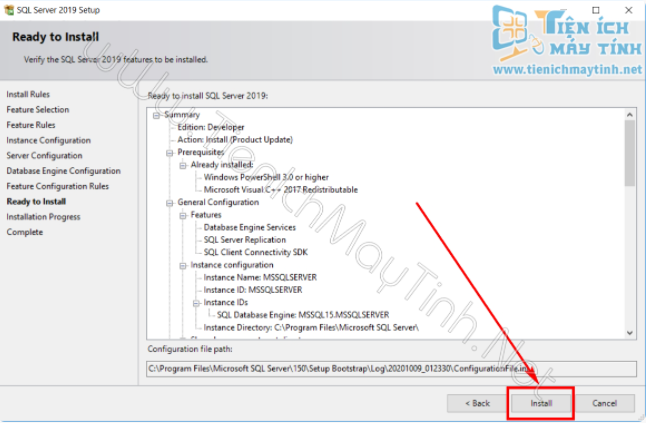 SQL Server 2019 Setup
TIỆN ÍCH
MÁY TÍNH
www.tienichmaytinh.net
Ready to Install
Verify the SQL Server 2019 features to be installed.
Install Rules
Feature Selection
Feature Rules
Instance Configuration
Server Configuration
Database Engine Configuration
Feature Configuration Rules
Ready to Install
Installation Progress
Complete
Ready to install SQL Server 2019:
Summary
Edition: Developer
Action: Install (Product Update)
Prerequisites
Already installed:
Windows PowerShell 3.0 or higher
Microsoft Visual C++ 2017 Redistributable
General Configuration
Features
Database Engine Services
SQL Server Replication
SQL Client Connectivity SDK
Instance configuration
Instance Name: MSSQLSERVER
Instance ID: MSSQLSERVER
Instance IDs
SQL Database Engine: MSSQL15.MSSQLSERVER
Instance Directory: C:\Program Files\Microsoft SQL Server\
Configuration file path:
C:\Program Files\Microsoft SQL Server\150\Setup Bootstrap\Log\20201009_012330\ConfigurationFile.ini
< Back
Install
Cancel
www.TienIchMayTinh.Net